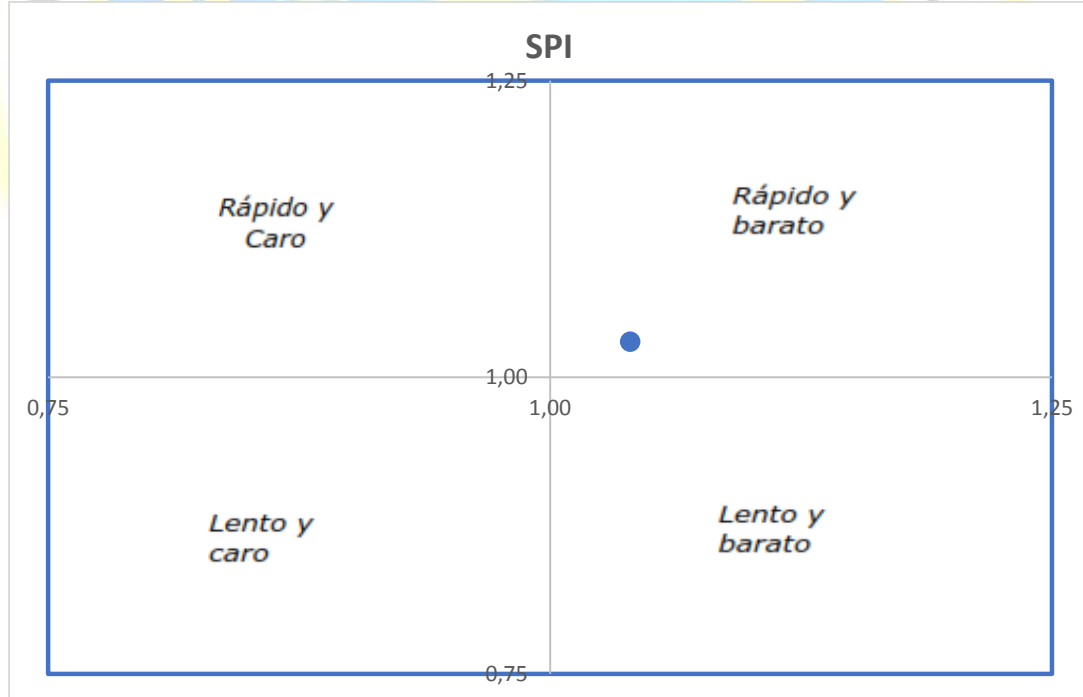 SPI
1,25
Rápido y
Caro
Rápido y
barato
1,00
0,75
1,00
1,25
Lento y
caro
Lento y
barato
0,75